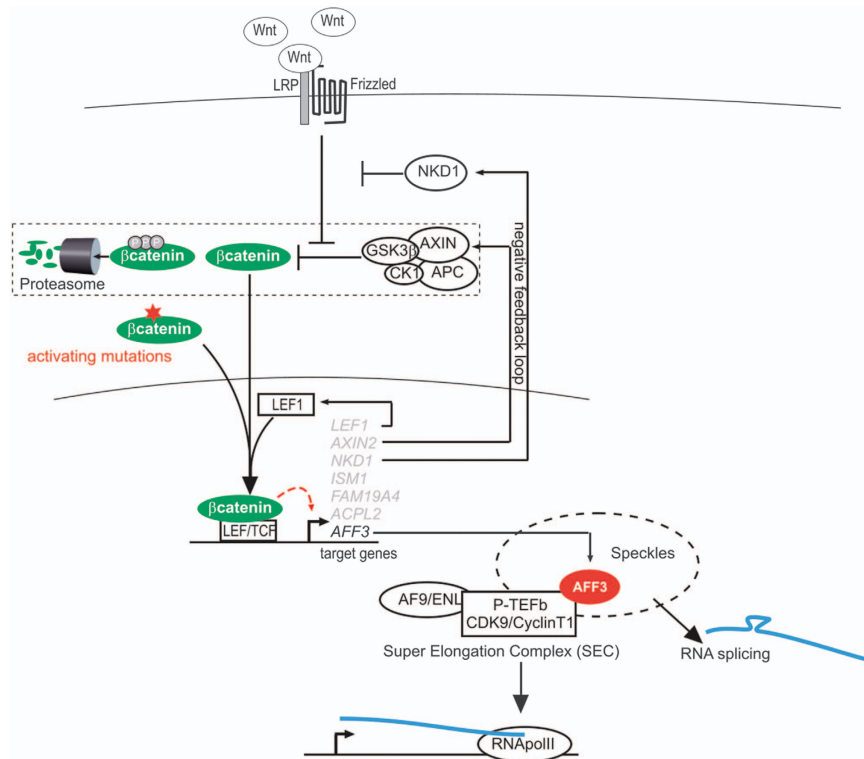 Wnt
Wnt
Wnt
LRP
Frizzled
NKD1
negative feedback loop
GSK3β
AXIN
CK1
APC
βcatenin
P P P
βcatenin
Proteasome
βcatenin
activating mutations
LEF1
LEF1
AXIN2
NKD1
ISM1
FAM19A4
ACPL2
AFF3
βcatenin
LEF/TCF
target genes
Speckles
AFF3
AF9/ENL
P-TEFb
CDK9/CyclinT1
Super Elongation Complex (SEC)
RNA splicing
RNApolII